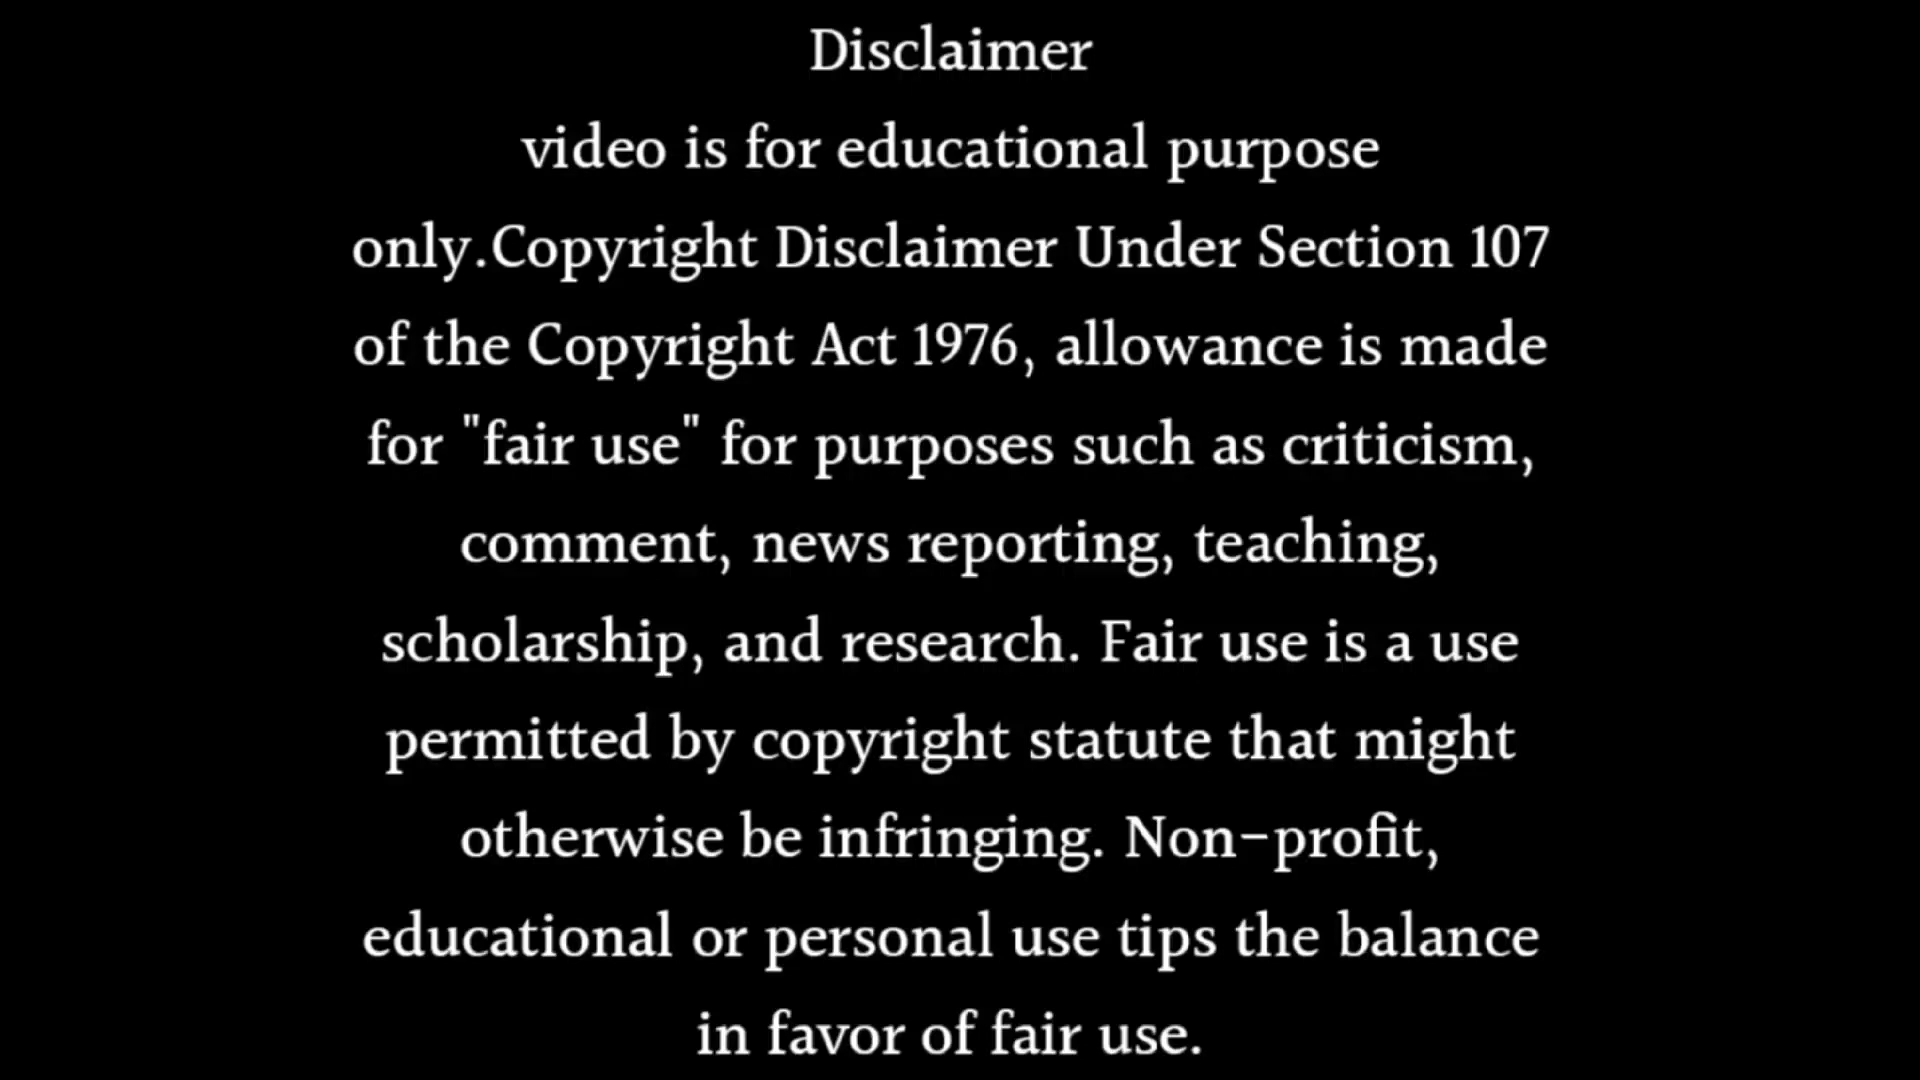 Disclaimer
video is for educational purpose
only.Copyright Disclaimer Under Section 107
of the Copyright Act 1976, allowance is made
for "fair use" for purposes such as criticism,
comment, news reporting, teaching,
scholarship, and research. Fair use is a use
permitted by copyright statute that might
otherwise be infringing. Non-profit,
educational or personal use tips the balance
in favor of fair use.